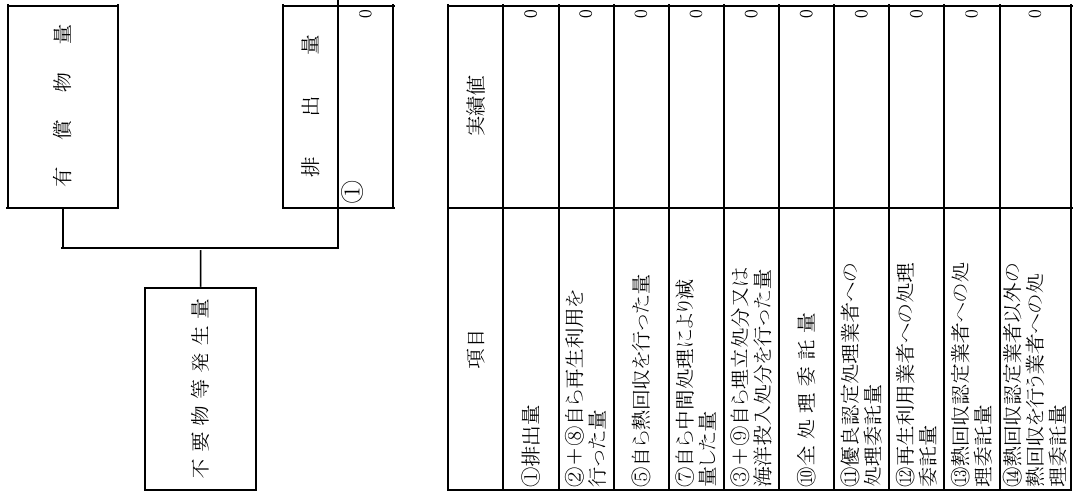 不要物等発生量
有償物量
排出量
①
0
項目
実績値
①排出量
0
②＋⑧自ら再生利用を
行った量
0
⑤自ら熱回収を行った量
0
⑦自ら中間処理により減
量した量
0
③＋⑨自ら埋立処分又は
海洋投入処分を行った量
0
⑩全処理委託量
0
⑪優良認定処理業者への
処理委託量
0
⑫再生利用業者への処理
委託量
0
⑬熱回収認定業者への処
理委託量
0
⑭熱回収認定業者以外の
熱回収を行う業者への処
理委託量
0